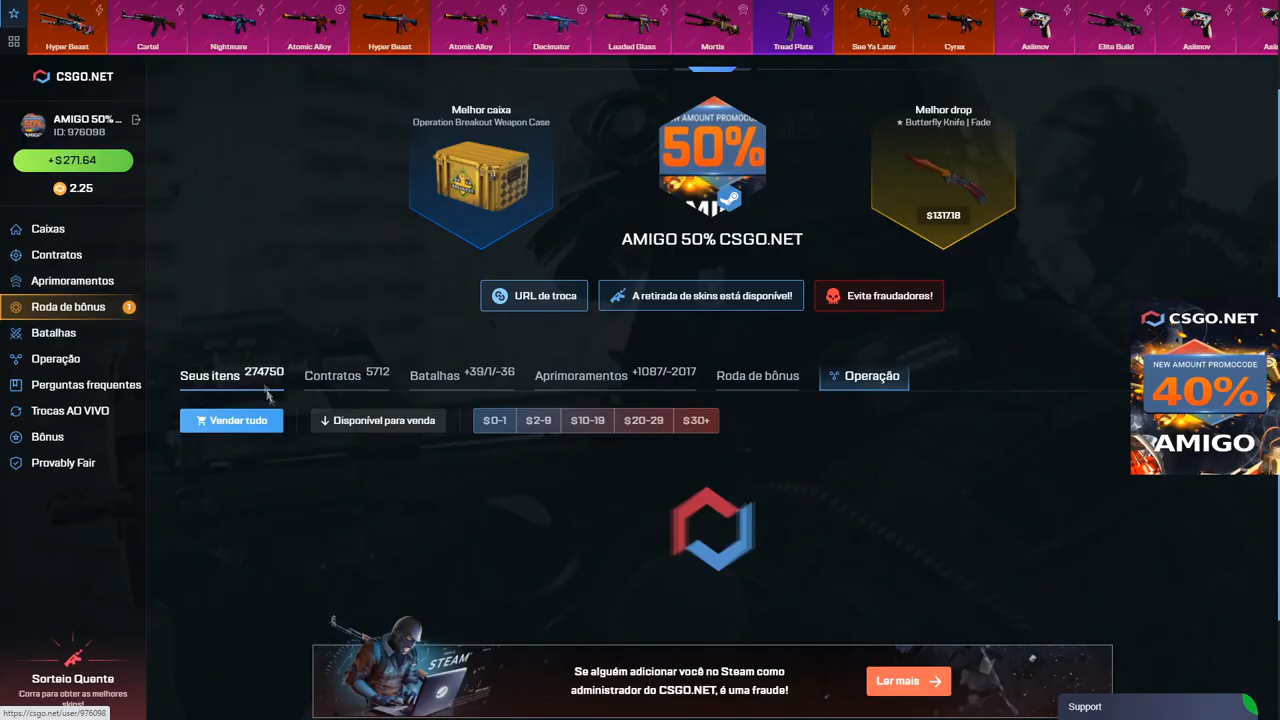 Hyper Beast
Cartel
Nightmare
Atomic Alloy
Hyper Beast
Atomic Alloy
Decimator
Leaded Glass
Mortis
Tread Plate
See Ya Later
Cyrex
Asiimov
Elite Build
Asiimov
CSGO.NET
AMIGO 50% ...
ID: 976098
+$271.64
2.25
Caixas
Contratos
Aprimoramentos
Roda de bônus
1
Batalhas
Operação
Perguntas frequentes
Trocas AO VIVO
Bônus
Provably Fair
Sorteio Quente
Corra para obter as melhores
skins!
https://csgo.net/user/976098
Melhor caixa
Operation Breakout Weapon Case
AMOUNT PROMOCO
50%
AMIGO 50% CSGO.NET
Melhor drop
★ Butterfly Knife | Fade
$1317.18
URL de troca
A retirada de skins está disponível!
Evite fraudadores!
Seus itens 274750
Contratos 5712
Batalhas +39/1/-36
Aprimoramentos +1087/-2017
Roda de bônus
Operação
Vender tudo
Disponível para venda
$0-1
$2-9
$10-19
$20-29
$30+
CSGO.NET
NEW AMOUNT PROMOCODE
40%
AMIGO
STEAM
Se alguém adicionar você no Steam como
administrador do CSGO.NET, é uma fraude!
Ler mais
Support